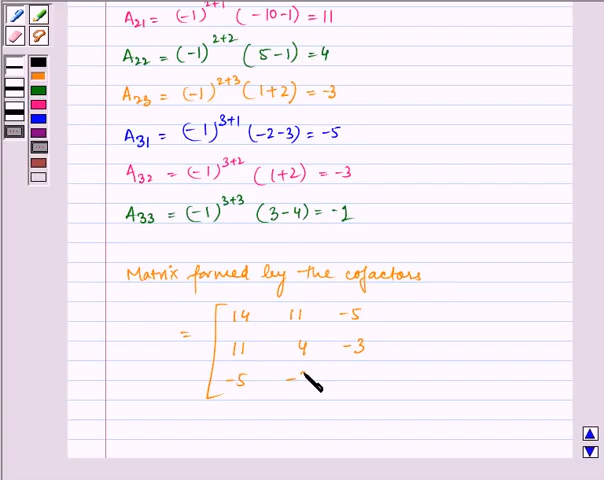 A₂₁ = (-1)²⁺¹ (-10-1) = 11
A₂₂ = (-1)²⁺² (5-1) = 4
A₂₃ = (-1)²⁺³ (1+2) = -3
A₃₁ = (-1)³⁺¹ (-2-3) = -5
A₃₂ = (-1)³⁺² (1+2) = -3
A₃₃ = (-1)³⁺³ (3-4) = -1
Matrix formed by the cofactors
= [ 14 11 -5
11 4 -3
-5 -